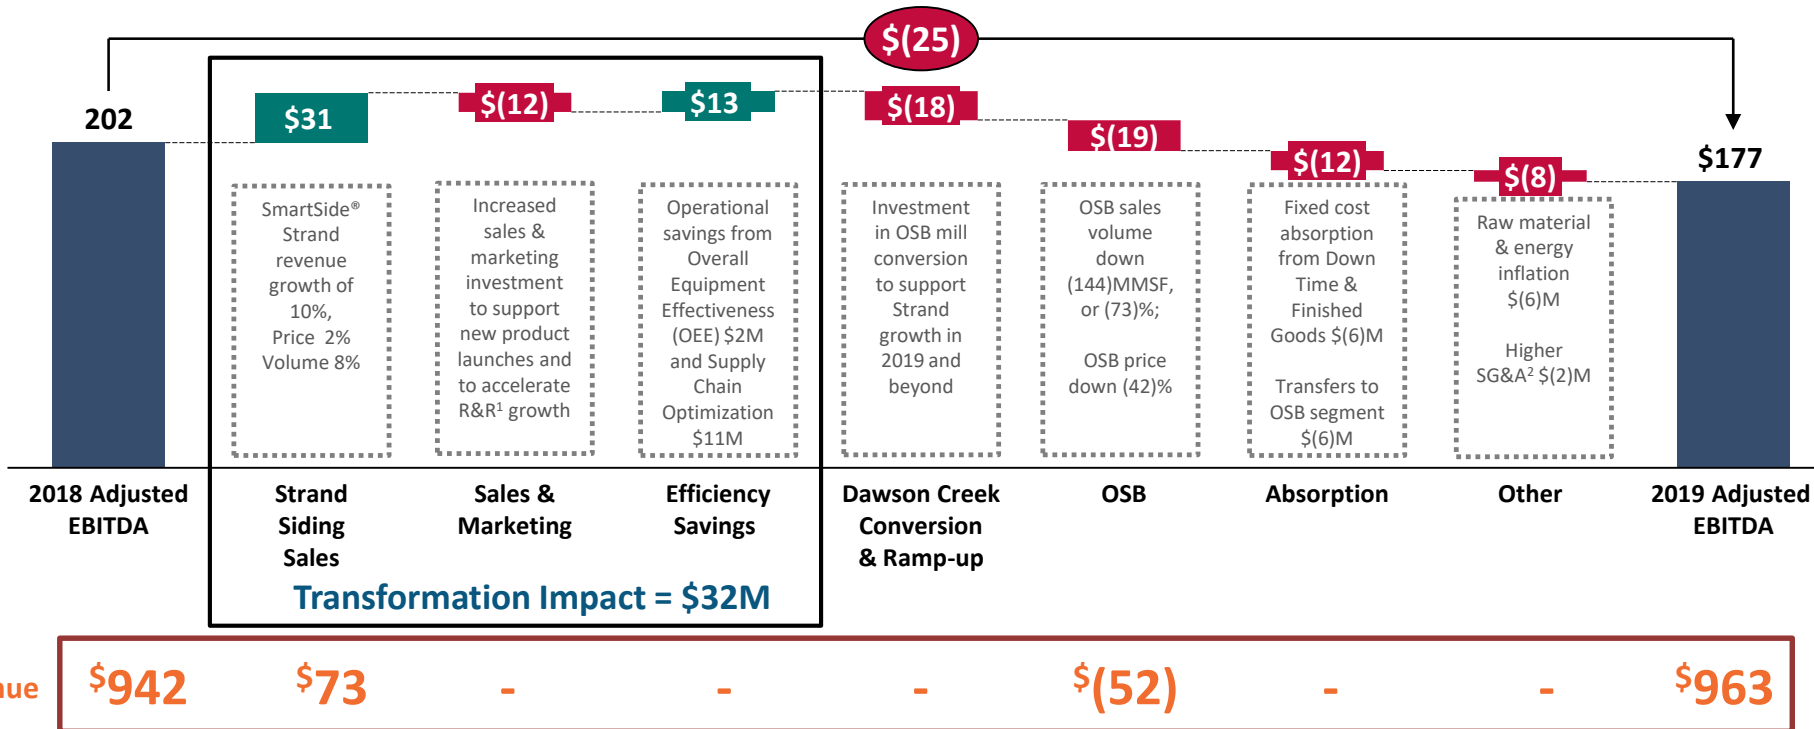 $(25)
202
$31
$(12)
$13
$(18)
$(19)
$(12)
$(8)
$177
SmartSide®
Strand
revenue
growth of
10%,
Price 2%
Volume 8%
Increased
sales &
marketing
investment
to support
new product
launches and
to accelerate
R&R¹ growth
Operational
savings from
Overall
Equipment
Effectiveness
(OEE) $2M
and Supply
Chain
Optimization
$11M
Investment
in OSB mill
conversion
to support
Strand
growth in
2019 and
beyond
OSB sales
volume
down
(144)MMSF,
or (73)%;
OSB price
down (42)%
Fixed cost
absorption
from Down
Time &
Finished
Goods $(6)M
Transfers to
OSB segment
$(6)M
Raw material
& energy
inflation
$(6)M
Higher
SG&A² $(2)M
2018 Adjusted
EBITDA
Strand
Siding
Sales
Sales &
Marketing
Efficiency
Savings
Dawson Creek
Conversion
& Ramp-up
OSB
Absorption
Other
2019 Adjusted
EBITDA
Transformation Impact = $32M
nue $942 $73 - - - $(52) - - $963